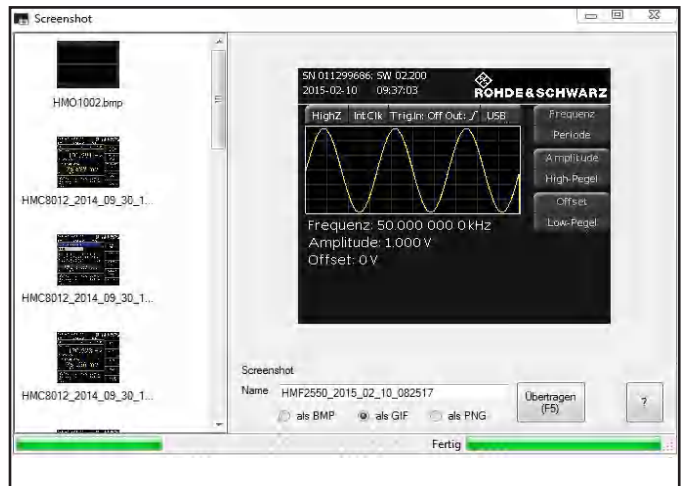 Screenshot
HMO1002.bmp
HMC8012_2014_09_30_1...
HMC8012_2014_09_30_1...
HMC8012_2014_09_30_1...
SN 011299686; SW 02.200
2015-02-10 09:37:03
ROHDE&SCHWARZ
HighZ IntClk Trig.In: Off Out: USB
Frequenz
Periode
Amplitude
High-Pegel
Offset
Low-Pegel
Frequenz: 50.000 000 0 kHz
Amplitude: 1.000 V
Offset: 0 V
Screenshot
Name HMF2550_2015_02_10_082517
als BMP als GIF als PNG
Übertragen
(F5)
?
Fertig